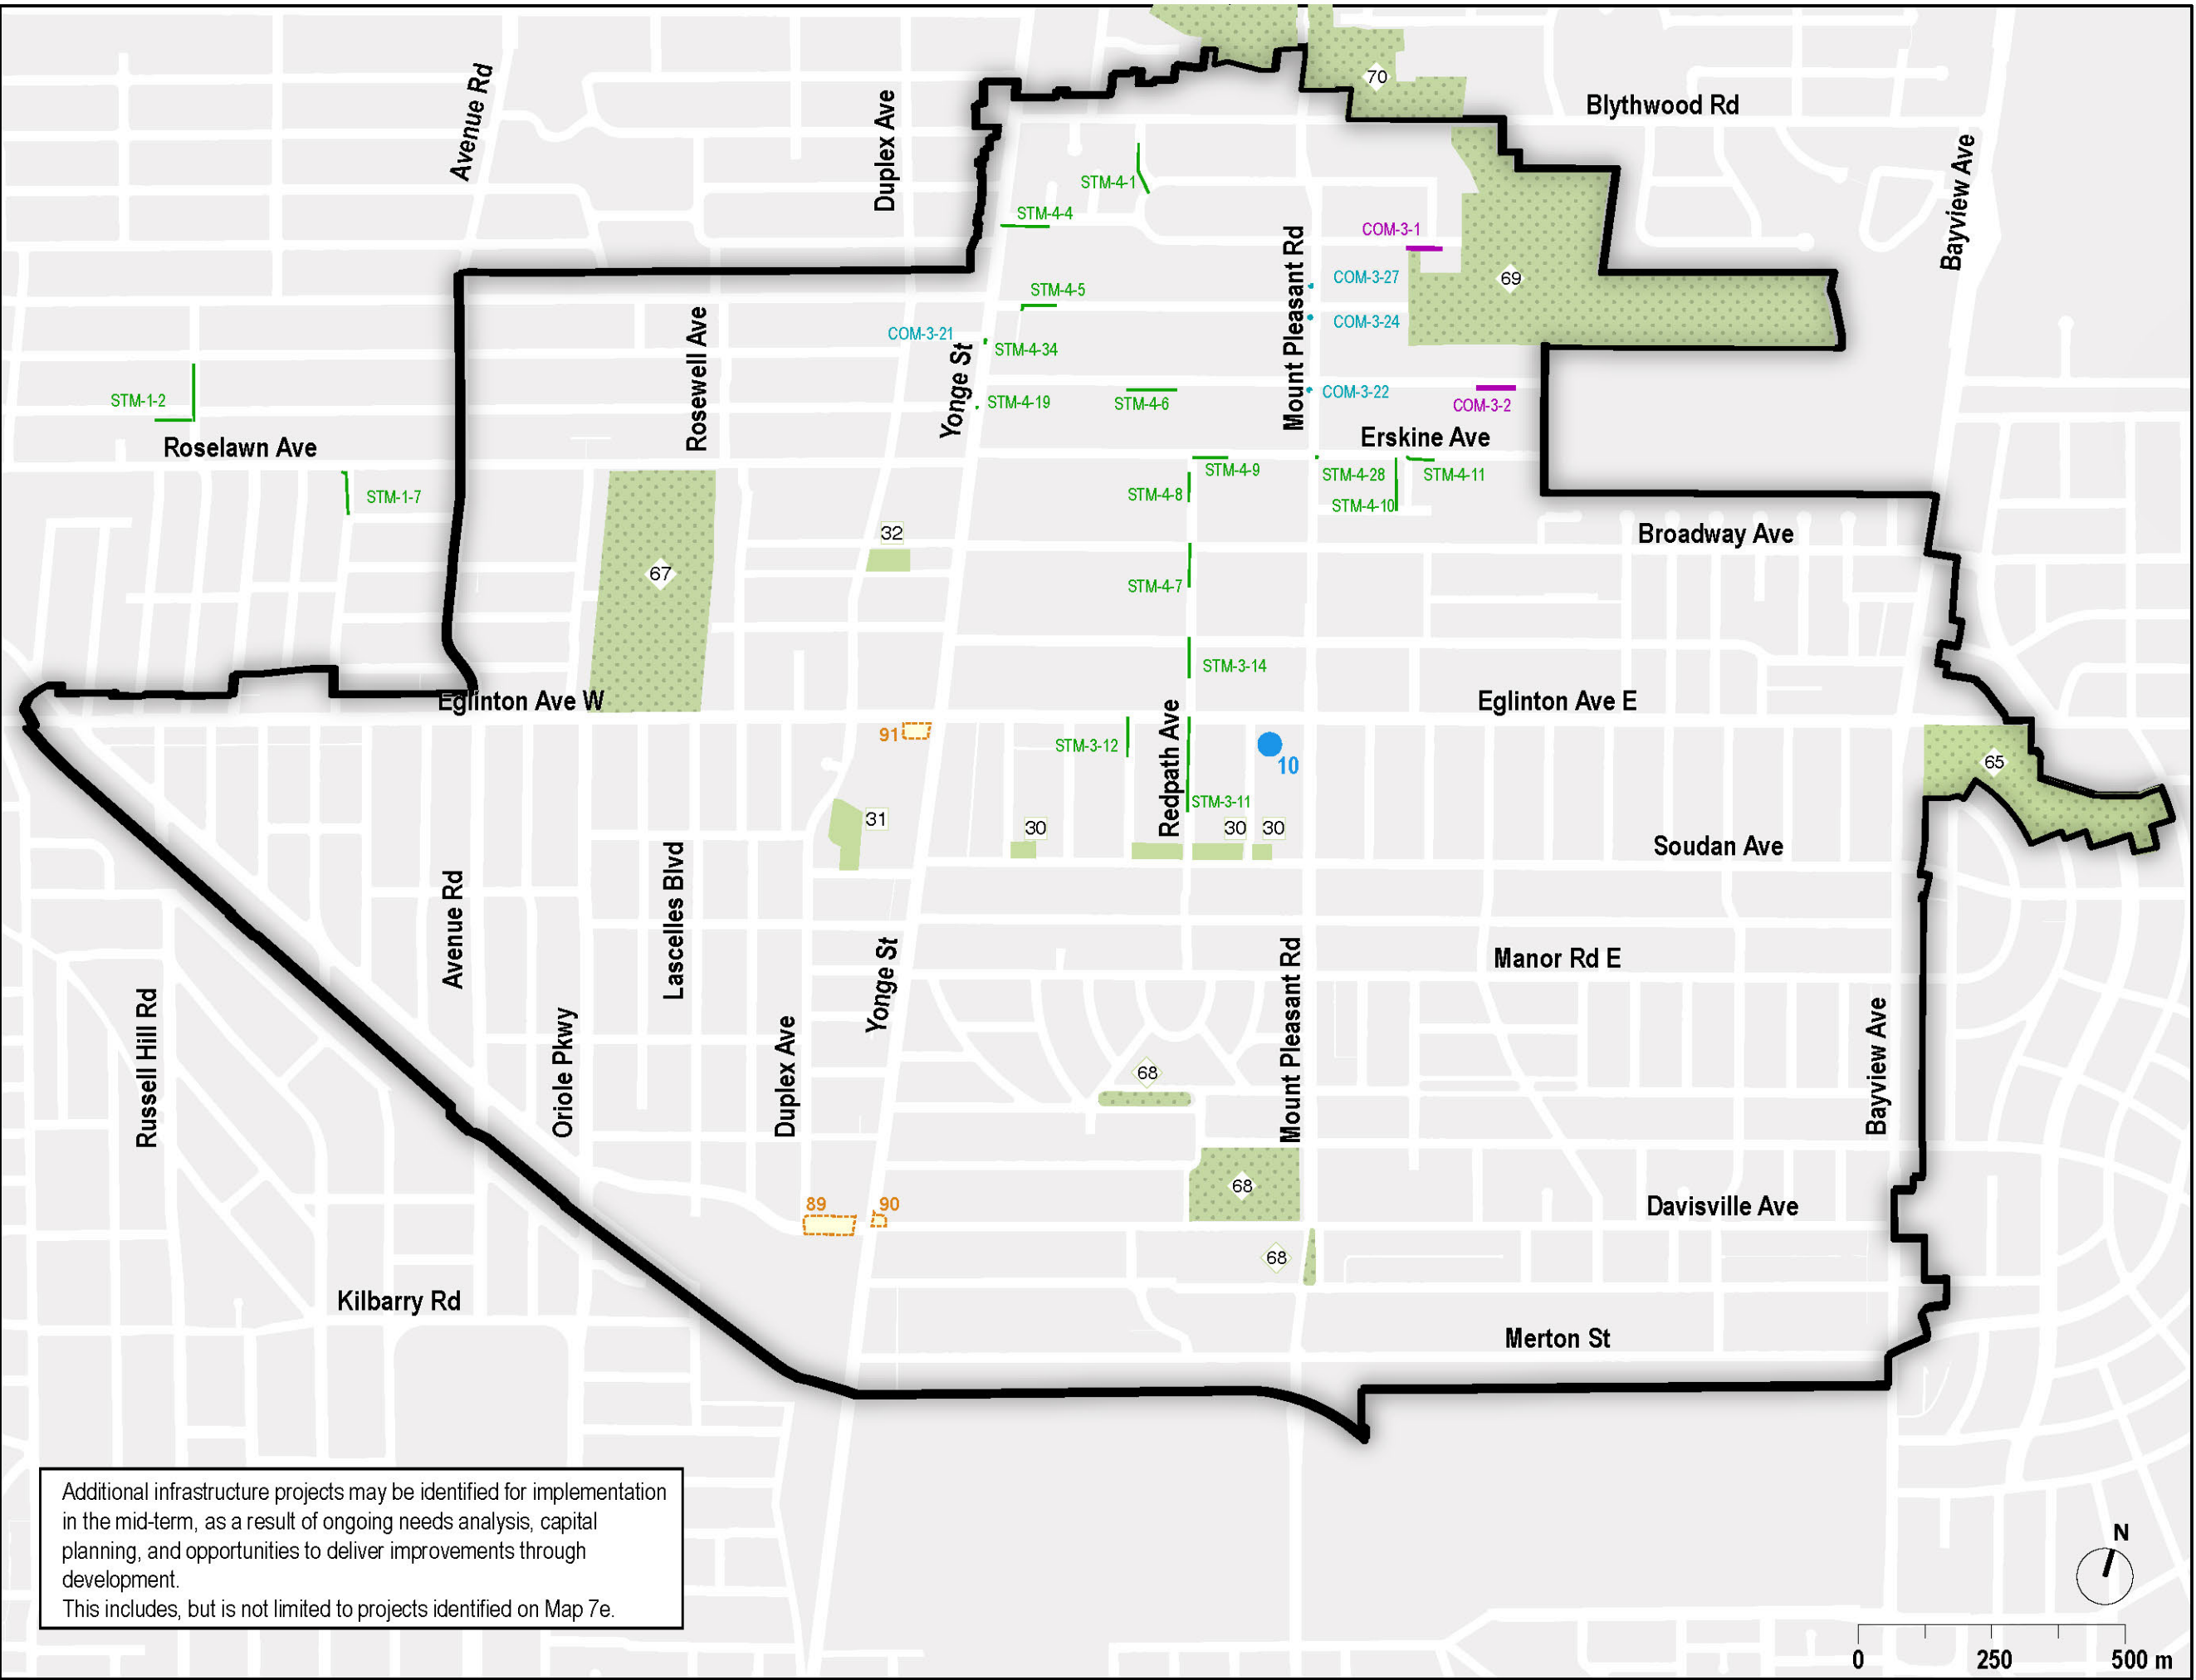 70
Blythwood Rd
Avenue Rd
Duplex Ave
Bayview Ave
STM-4-1
STM-4-4
COM-3-1
Mount Pleasant Rd
COM-3-27
69
STM-4-5
COM-3-24
Rosewell Ave
COM-3-21
Yonge St
STM-4-34
STM-1-2
STM-4-19
STM-4-6
COM-3-22
COM-3-2
Roselawn Ave
Erskine Ave
STM-1-7
STM-4-9
STM-4-8
STM-4-28
STM-4-11
STM-4-10
32
Broadway Ave
67
STM-4-7
STM-3-14
Eglinton Ave W
Eglinton Ave E
91
STM-3-12
Redpath Ave
10
65
STM-3-11
31
30
30
30
Soudan Ave
Avenue Rd
Lascelles Blvd
Yonge St
Mount Pleasant Rd
Manor Rd E
Russell Hill Rd
Oriole Pkwy
Duplex Ave
68
Bayview Ave
68
89
90
Davisville Ave
68
Kilbarry Rd
Merton St
Additional infrastructure projects may be identified for implementation
in the mid-term, as a result of ongoing needs analysis, capital
planning, and opportunities to deliver improvements through
development.
This includes, but is not limited to projects identified on Map 7e.
N
0 250 500 m